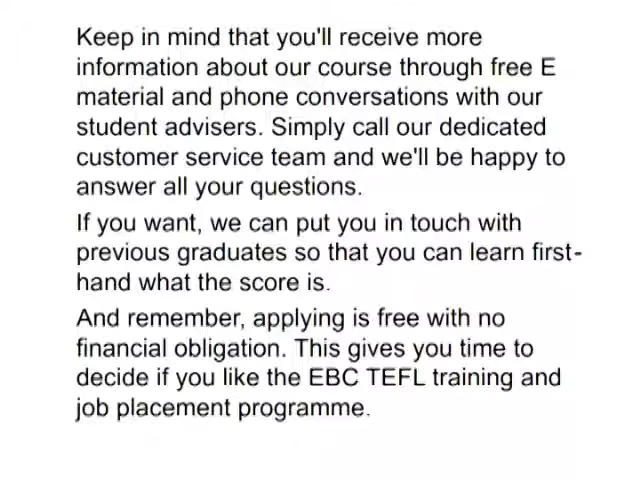 Keep in mind that you'll receive more
information about our course through free E
material and phone conversations with our
student advisers. Simply call our dedicated
customer service team and we'll be happy to
answer all your questions.
If you want, we can put you in touch with
previous graduates so that you can learn first-
hand what the score is.
And remember, applying is free with no
financial obligation. This gives you time to
decide if you like the EBC TEFL training and
job placement programme.